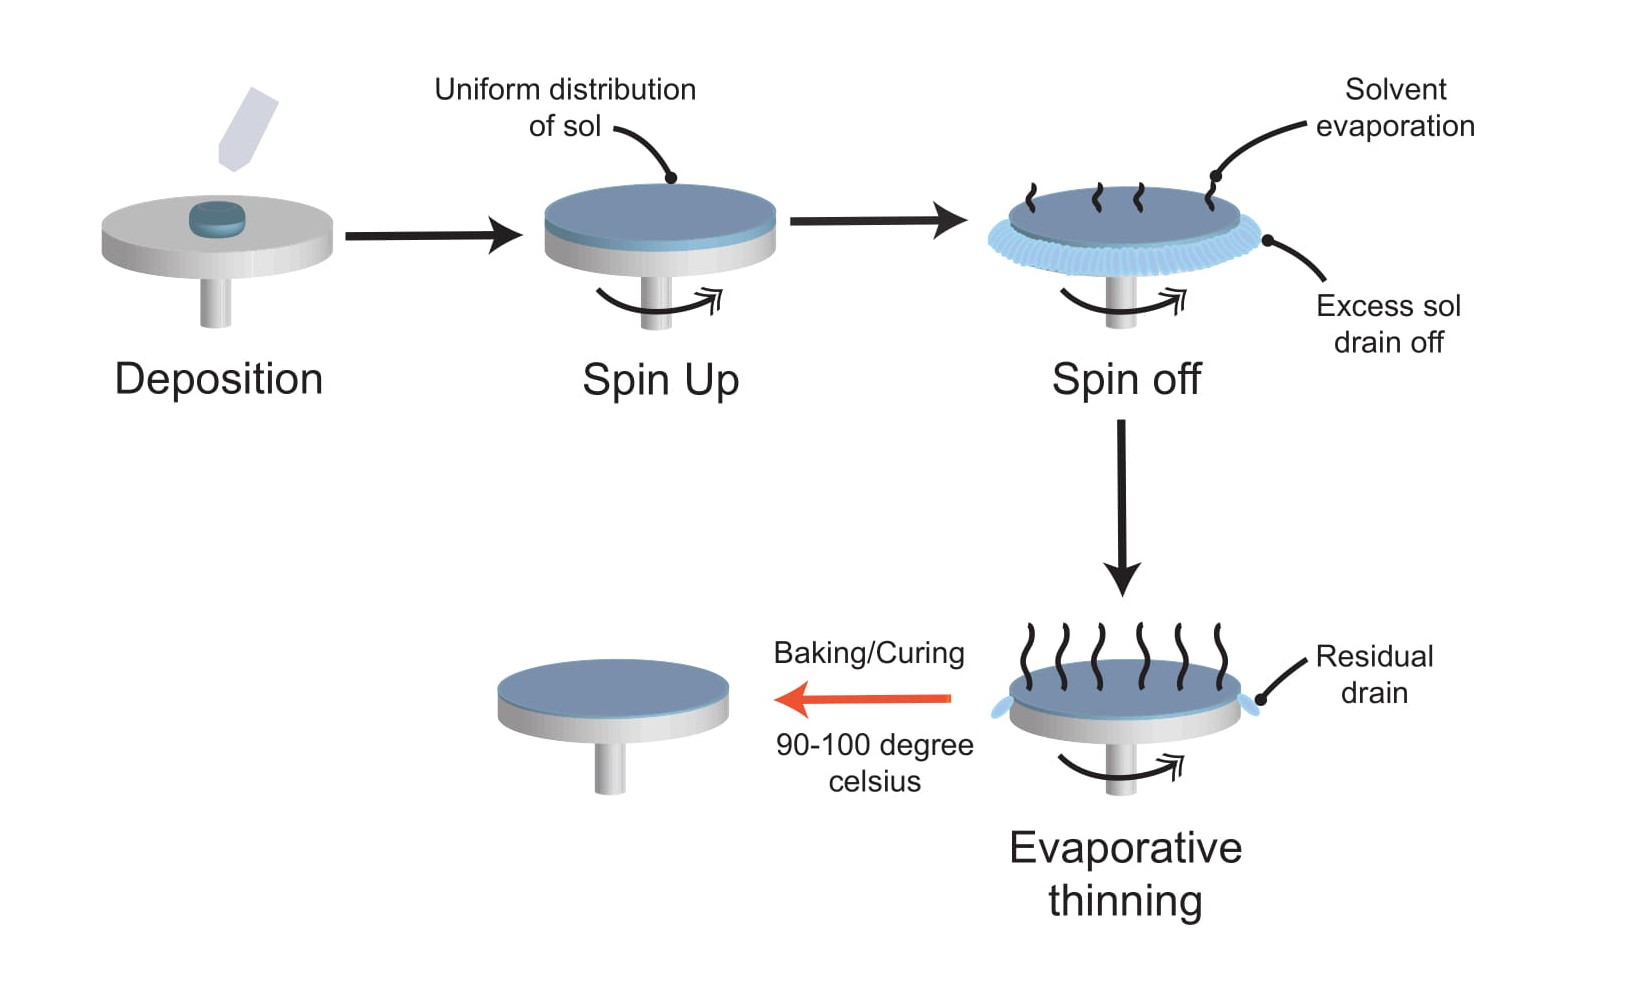 Uniform distribution
of sol
Solvent
evaporation
Excess sol
drain off
Deposition
Spin Up
Spin off
Baking/Curing
90-100 degree
celsius
Residual
drain
Evaporative
thinning